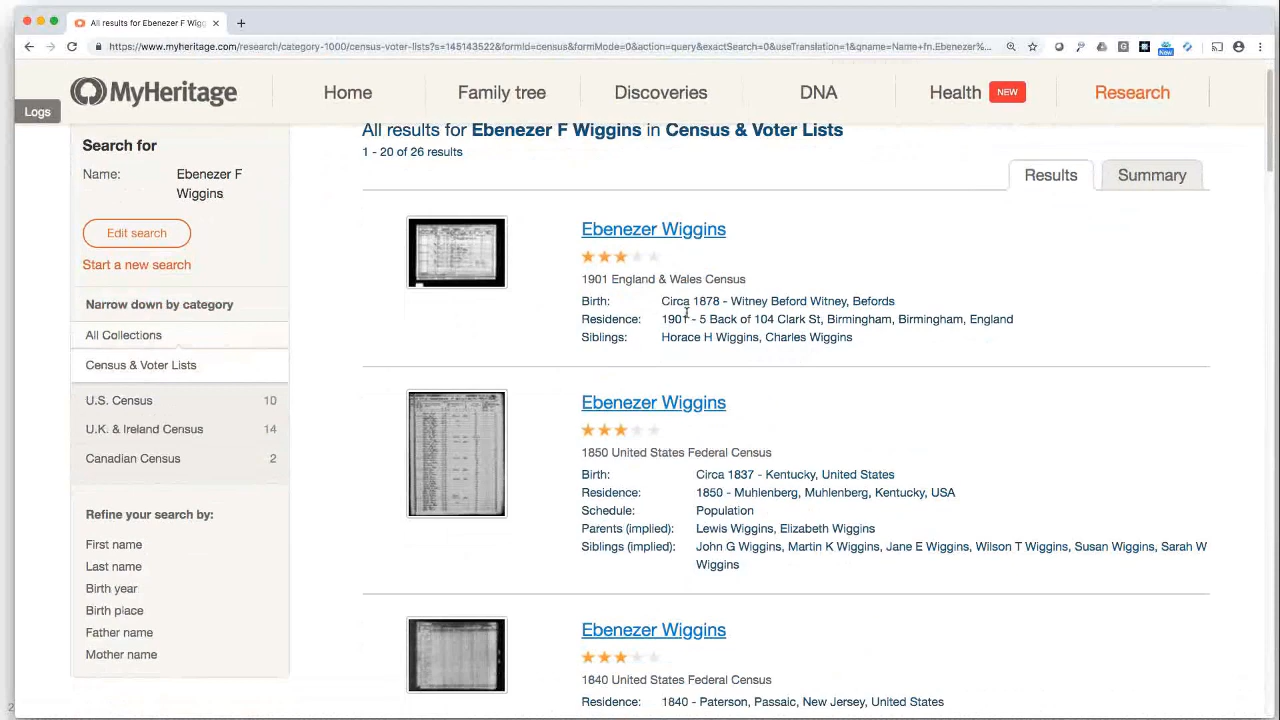 All results for Ebenezer F Wigg
https://www.myheritage.com/research/category-1000/census-voter-lists?s=145143522&formId=census&formMode=0&action=query&exactSearch=0&useTranslation=1&qname=Name+fn.Ebenezer%...
New
MyHeritage
Home
Family tree
Discoveries
DNA
Health
NEW
Research
Logs
Search for
Name: Ebenezer F
Wiggins
Edit search
Start a new search
Narrow down by category
All Collections
Census & Voter Lists
U.S. Census 10
U.K. & Ireland Census 14
Canadian Census 2
Refine your search by:
First name
Last name
Birth year
Birth place
Father name
Mother name
All results for Ebenezer F Wiggins in Census & Voter Lists
1 - 20 of 26 results
Results
Summary
Ebenezer Wiggins
1901 England & Wales Census
Birth: Circa 1878 - Witney Beford Witney, Befords
Residence: 1901 - 5 Back of 104 Clark St, Birmingham, Birmingham, England
Siblings: Horace H Wiggins, Charles Wiggins
Ebenezer Wiggins
1850 United States Federal Census
Birth: Circa 1837 - Kentucky, United States
Residence: 1850 - Muhlenberg, Muhlenberg, Kentucky, USA
Schedule: Population
Parents (implied): Lewis Wiggins, Elizabeth Wiggins
Siblings (implied): John G Wiggins, Martin K Wiggins, Jane E Wiggins, Wilson T Wiggins, Susan Wiggins, Sarah W
Wiggins
Ebenezer Wiggins
1840 United States Federal Census
Residence: 1840 - Paterson, Passaic, New Jersey, United States
2